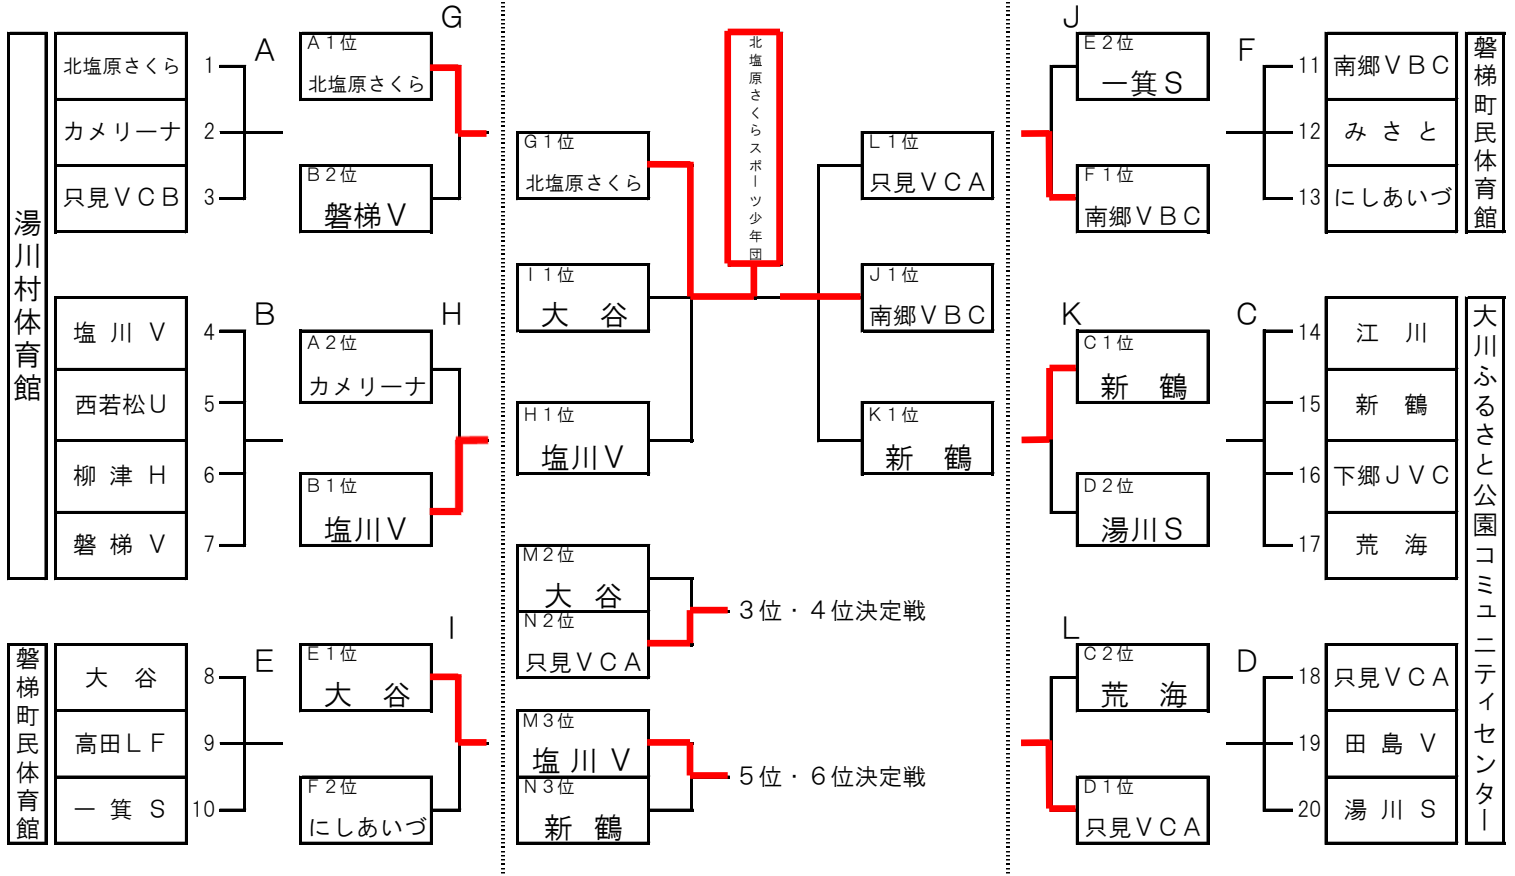 湯川村体育館
北塩原さくら 1
カメリーナ 2
只見ＶＣＢ 3
A
塩 川 Ｖ 4
西若松Ｕ 5
柳 津 Ｈ 6
磐 梯 Ｖ 7
B
磐梯町民体育館
大 谷 8
高田ＬＦ 9
一 箕 Ｓ 10
E
G
Ａ１位
北塩原さくら
Ｂ２位
磐梯Ｖ
H
Ａ２位
カメリーナ
Ｂ１位
塩川Ｖ
I
Ｅ１位
大 谷
Ｆ２位
にしあいづ
北塩原さくらスポーツ少年団
Ｇ１位
北塩原さくら
Ｉ１位
大 谷
Ｈ１位
塩川Ｖ
Ｌ１位
只見ＶＣＡ
Ｊ１位
南郷ＶＢＣ
Ｋ１位
新 鶴
Ｍ２位
大 谷
Ｎ２位
只見ＶＣＡ
３位・４位決定戦
Ｍ３位
塩 川 Ｖ
Ｎ３位
新 鶴
５位・６位決定戦
J
Ｅ２位
一箕Ｓ
Ｆ１位
南郷ＶＢＣ
K
Ｃ１位
新 鶴
Ｄ２位
湯川Ｓ
L
Ｃ２位
荒 海
Ｄ１位
只見ＶＣＡ
F
11 南郷ＶＢＣ
12 み さ と
13 にしあいづ
磐梯町民体育館
C
14 江 川
15 新 鶴
16 下郷ＪＶＣ
17 荒 海
D
18 只見ＶＣＡ
19 田 島 Ｖ
20 湯 川 Ｓ
大川ふるさと公園コミュニティセンター